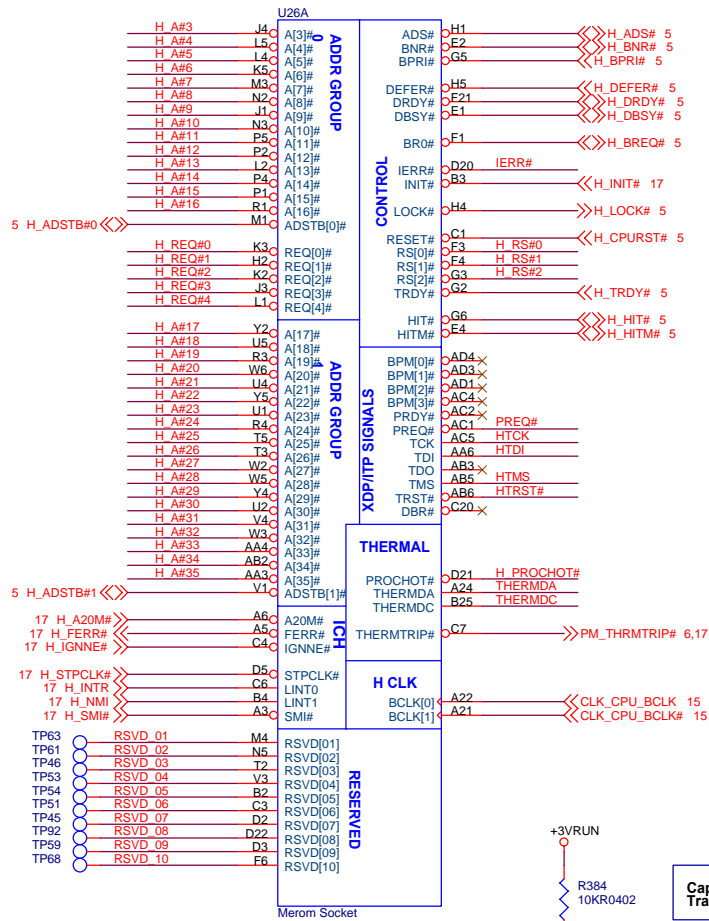 U26A
H_A#3 J4 A[3]#
H_A#4 L5 A[4]#
H_A#5 L4 A[5]#
H_A#6 K5 A[6]#
H_A#7 M3 A[7]#
H_A#8 N2 A[8]#
H_A#9 J1 A[9]#
H_A#10 N3 A[10]#
H_A#11 P5 A[11]#
H_A#12 P2 A[12]#
H_A#13 L2 A[13]#
H_A#14 P4 A[14]#
H_A#15 P1 A[15]#
H_A#16 R1 A[16]#
5 H_ADSTB#0 M1 ADSTB[0]#
H_REQ#0 K3 REQ[0]#
H_REQ#1 H2 REQ[1]#
H_REQ#2 K2 REQ[2]#
H_REQ#3 J3 REQ[3]#
H_REQ#4 L1 REQ[4]#
ADDR GROUP 0
H_A#17 Y2 A[17]#
H_A#18 U5 A[18]#
H_A#19 R3 A[19]#
H_A#20 W6 A[20]#
H_A#21 U4 A[21]#
H_A#22 Y5 A[22]#
H_A#23 U1 A[23]#
H_A#24 R4 A[24]#
H_A#25 T5 A[25]#
H_A#26 T3 A[26]#
H_A#27 W2 A[27]#
H_A#28 W5 A[28]#
H_A#29 Y4 A[29]#
H_A#30 U2 A[30]#
H_A#31 V4 A[31]#
H_A#32 W3 A[32]#
H_A#33 AA4 A[33]#
H_A#34 AB2 A[34]#
H_A#35 AA3 A[35]#
5 H_ADSTB#1 V1 ADSTB[1]#
ADDR GROUP 1
17 H_A20M# A6 A20M#
17 H_FERR# A5 FERR#
17 H_IGNNE# C4 IGNNE#
17 H_STPCLK# D5 STPCLK#
17 H_INTR C6 LINT0
17 H_NMI B4 LINT1
17 H_SMI# A3 SMI#
ICH
TP63 RSVD_01 M4 RSVD[01]
TP61 RSVD_02 N5 RSVD[02]
TP46 RSVD_03 T2 RSVD[03]
TP53 RSVD_04 V3 RSVD[04]
TP54 RSVD_05 B2 RSVD[05]
TP51 RSVD_06 C3 RSVD[06]
TP45 RSVD_07 D2 RSVD[07]
TP92 RSVD_08 D22 RSVD[08]
TP59 RSVD_09 D3 RSVD[09]
TP68 RSVD_10 F6 RSVD[10]
RESERVED
CONTROL
ADS# H1 H_ADS# 5
BNR# E2 H_BNR# 5
BPRI# G5 H_BPRI# 5
DEFER# H5 H_DEFER# 5
DRDY# F21 H_DRDY# 5
DBSY# E1 H_DBSY# 5
BR0# F1 H_BREQ# 5
IERR# D20 IERR#
INIT# B3 H_INIT# 17
LOCK# H4 H_LOCK# 5
RESET# C1 H_CPURST# 5
RS[0]# F3 H_RS#0
RS[1]# F4 H_RS#1
RS[2]# G3 H_RS#2
TRDY# G2 H_TRDY# 5
HIT# G6 H_HIT# 5
HITM# E4 H_HITM# 5
XDP/ITP SIGNALS
BPM[0]# AD4
BPM[1]# AD3
BPM[2]# AD1
BPM[3]# AC4
PRDY# AC2
PREQ# AC1 PREQ#
TCK AC5 HTCK
TDI AA6 HTDI
TDO AB3
TMS AB5 HTMS
TRST# AB6 HTRST#
DBR# C20
THERMAL
PROCHOT# D21 H_PROCHOT#
THERMDA A24 THERMDA
THERMDC B25 THERMDC
THERMTRIP# C7 PM_THRMTRIP# 6,17
H CLK
BCLK[0] A22 CLK_CPU_BCLK 15
BCLK[1] A21 CLK_CPU_BCLK# 15
Merom Socket
+3VRUN
R384
10KR0402
Cap
Tra